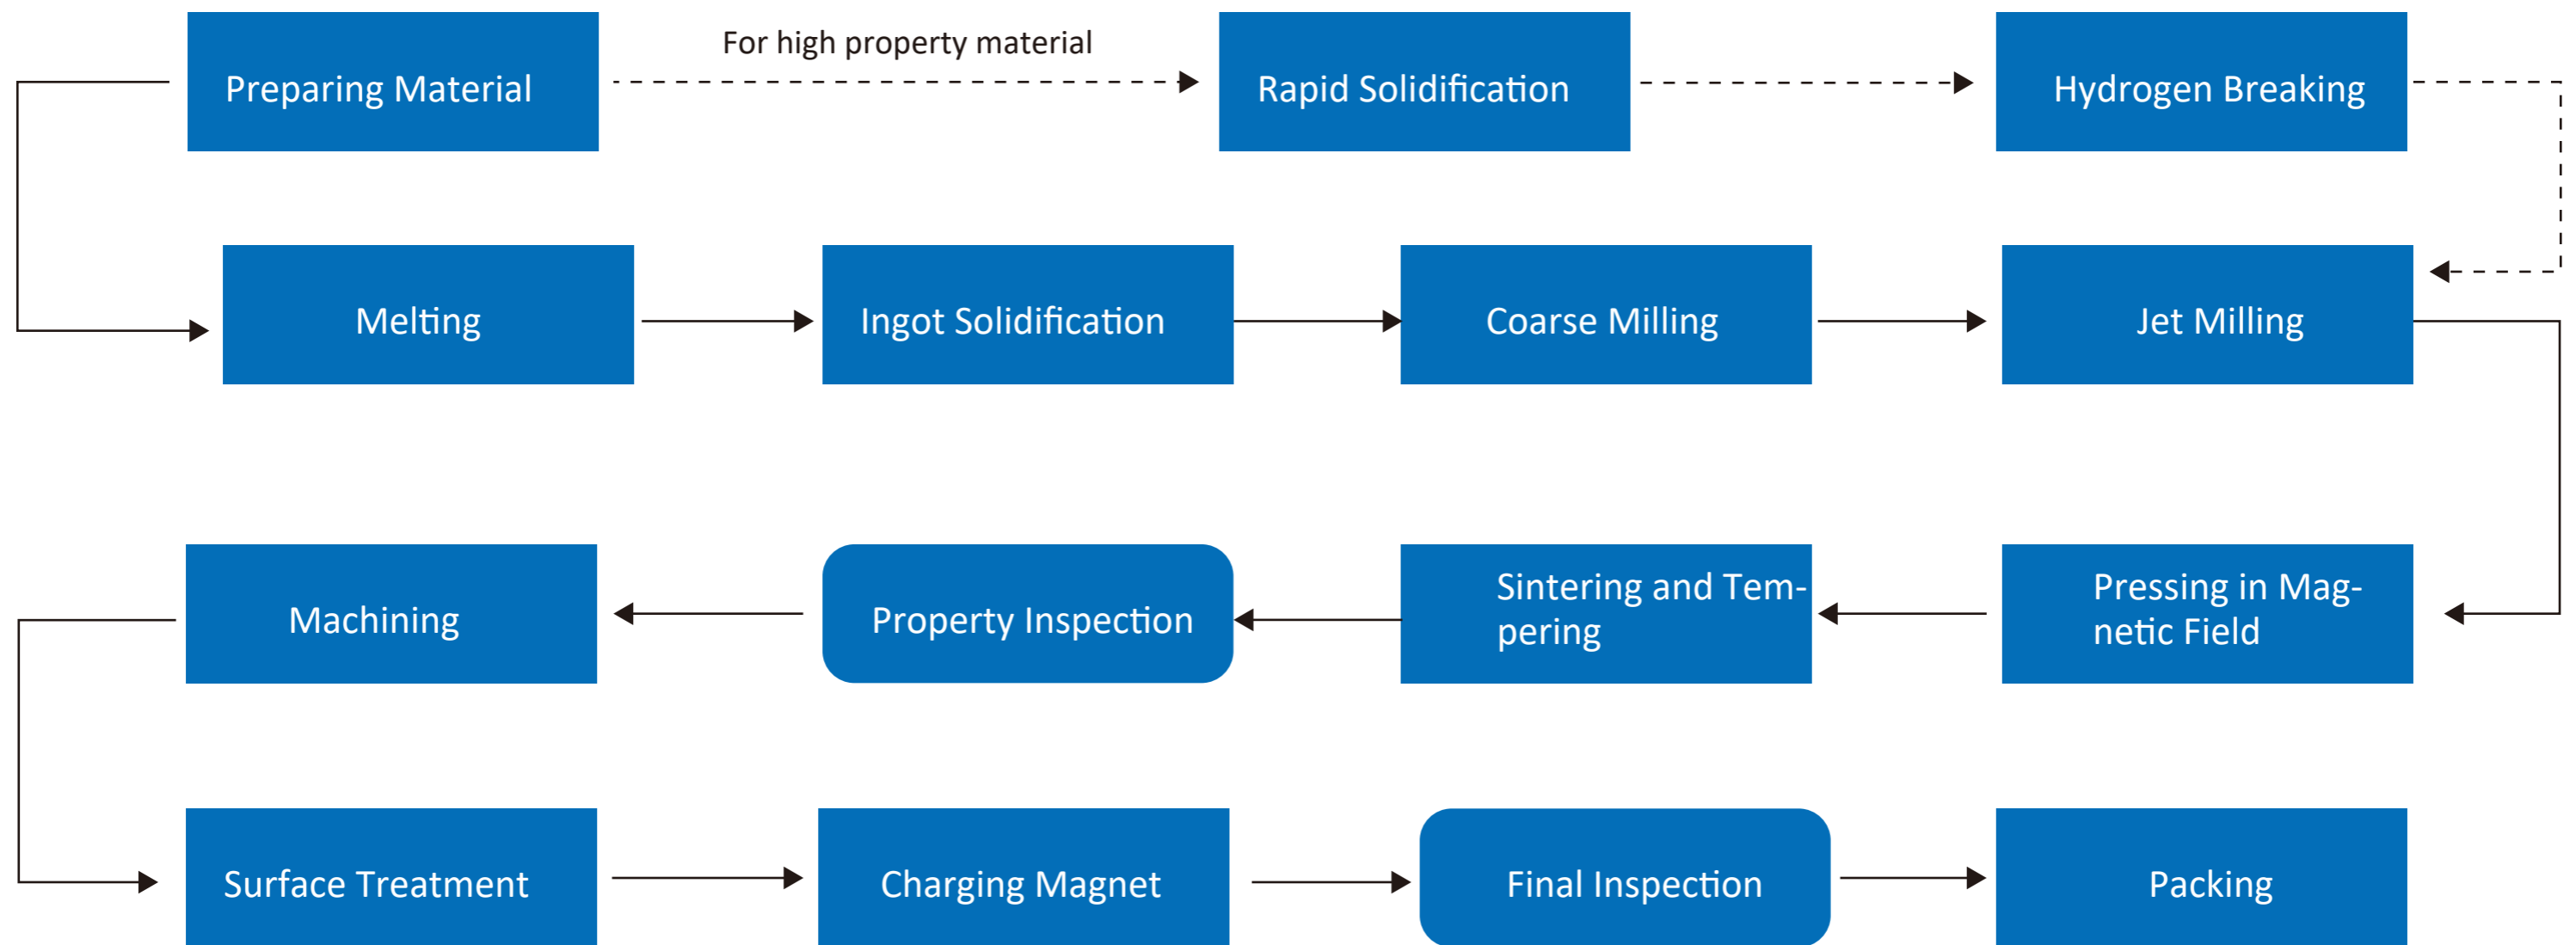 Preparing Material
For high property material
Rapid Solidification
Hydrogen Breaking
Melting
Ingot Solidification
Coarse Milling
Jet Milling
Machining
Property Inspection
Sintering and Tem-
pering
Pressing in Mag-
netic Field
Surface Treatment
Charging Magnet
Final Inspection
Packing